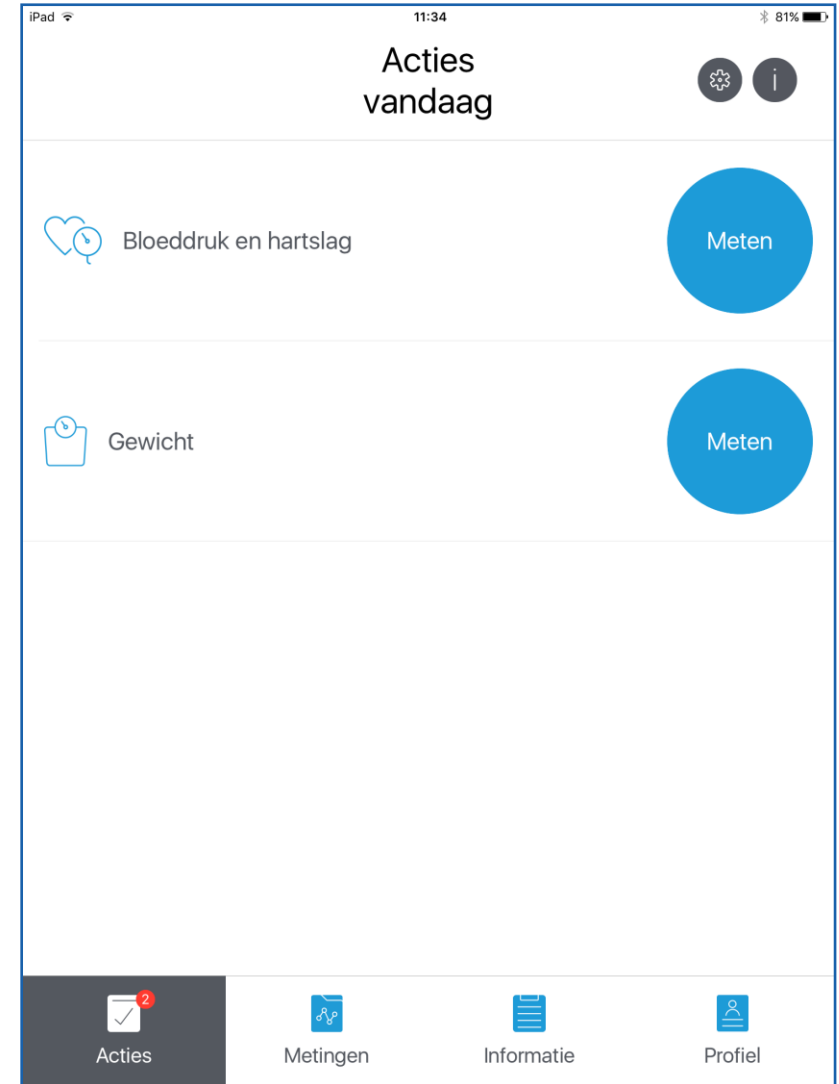 iPad 11:34 81%
Acties
vandaag
i
Bloeddruk en hartslag Meten
Gewicht Meten
2
Acties Metingen Informatie Profiel